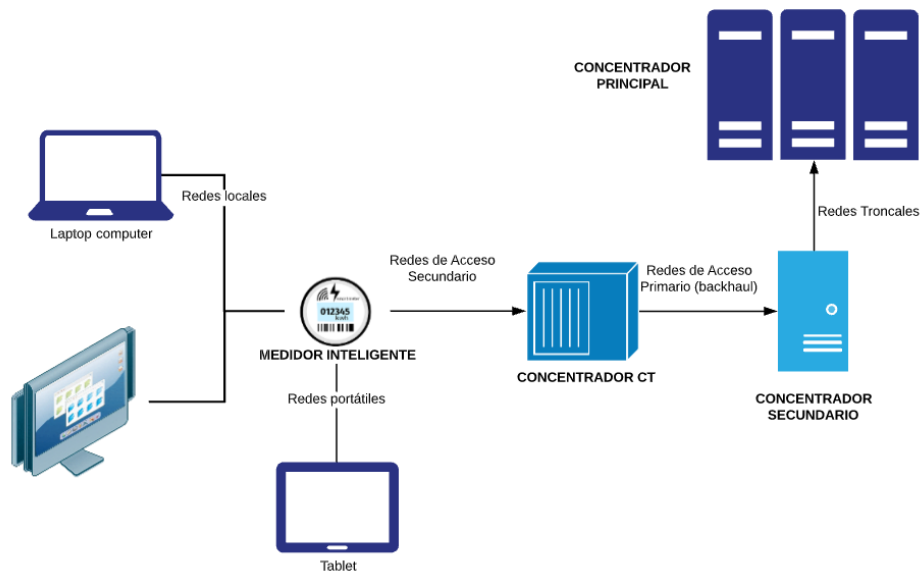 CONCENTRADOR
PRINCIPAL
Redes locales
Laptop computer
Redes Troncales
Redes de Acceso
Secundario
Redes de Acceso
Primario (backhaul)
012345
kwh
MEDIDOR INTELIGENTE
CONCENTRADOR CT
CONCENTRADOR
SECUNDARIO
Redes portátiles
Tablet